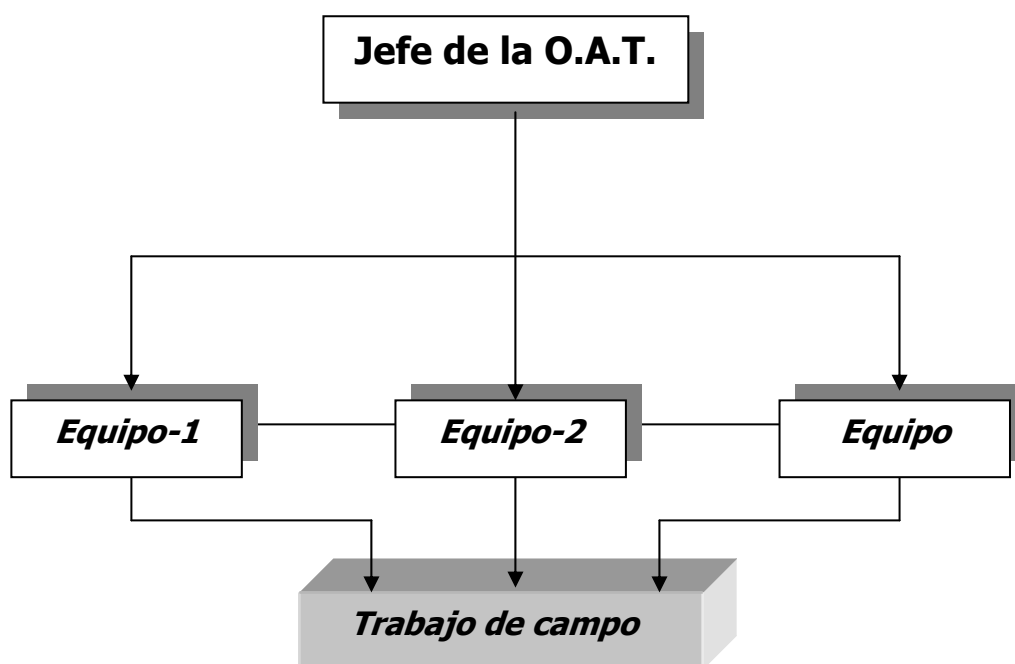 Jefe de la O.A.T.
Equipo-1
Equipo-2
Equipo
Trabajo de campo